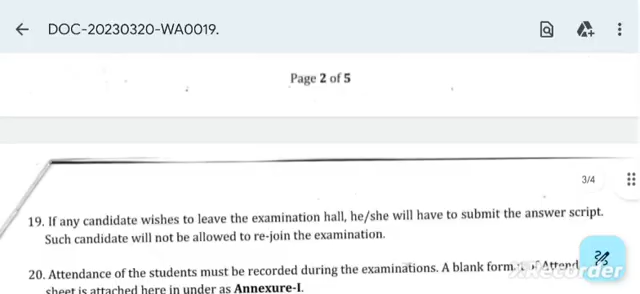 DOC-20230320-WA0019.
Page 2 of 5
3/4
19. If any candidate wishes to leave the examination hall, he/she will have to submit the answer script.
Such candidate will not be allowed to re-join the examination.
20. Attendance of the students must be recorded during the examinations. A blank form of Attend
sheet is attached here in under as Annexure-I.
XRecorder